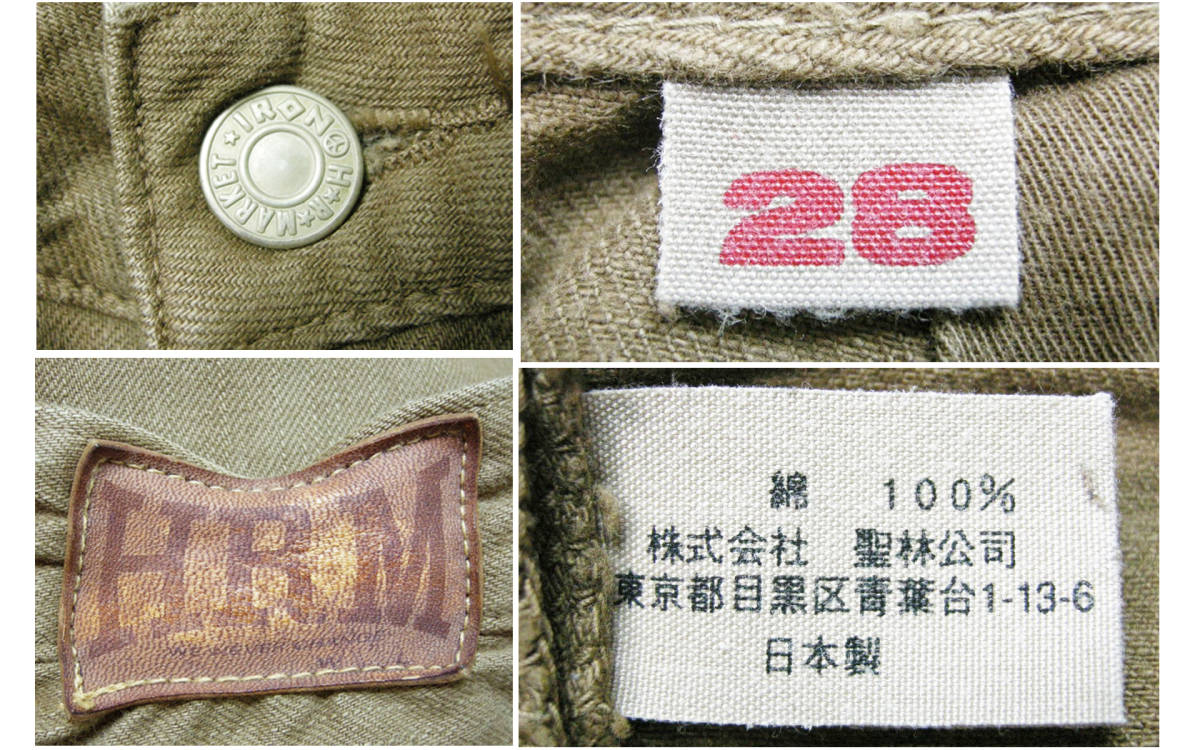 IRON H★R★MARKET★
28
H.R.M
WE NEVER CHANGE
綿 100%
株式会社 聖林公司
東京都目黒区青葉台1-13-6
日本製